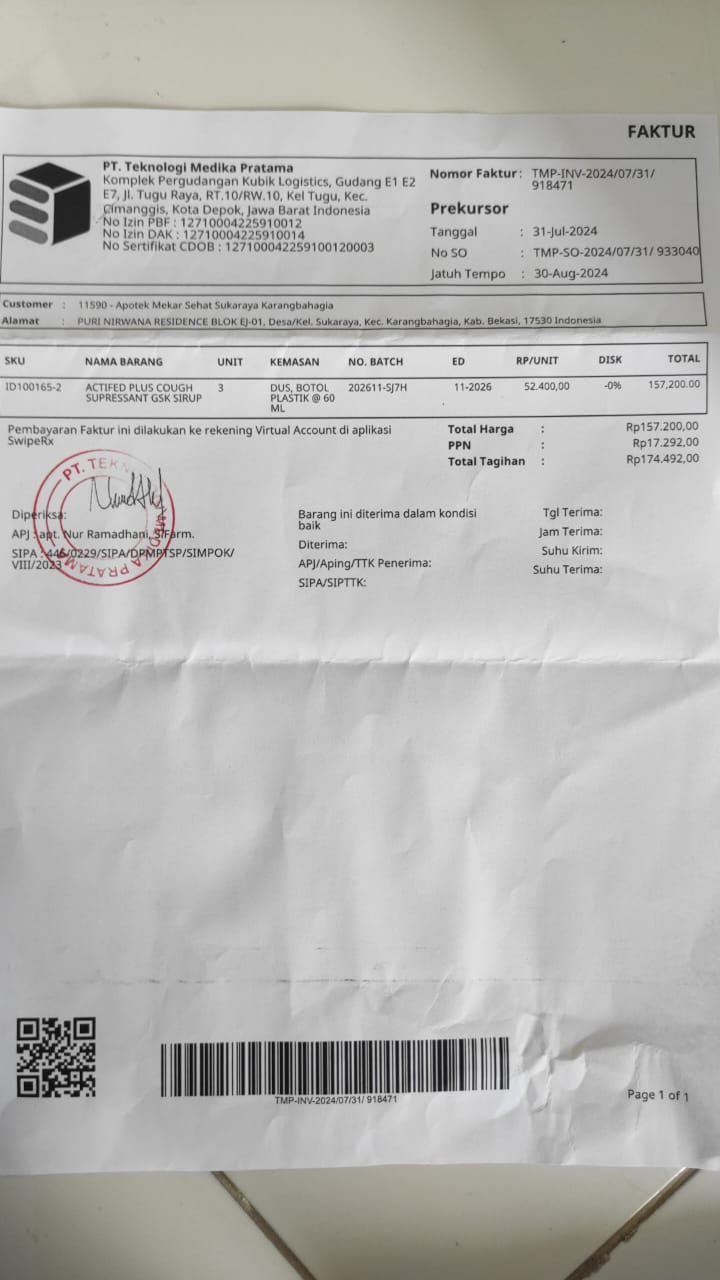 FAKTUR
PT. Teknologi Medika Pratama
Komplek Pergudangan Kubik Logistics, Gudang E1 E2
E7, Jl. Tugu Raya, RT.10/RW.10, Kel Tugu, Kec.
Cimanggis, Kota Depok, Jawa Barat Indonesia
No Izin PBF : 12710004225910012
No Izin DAK : 12710004225910014
No Sertifikat CDOB : 127100042259100120003
Nomor Faktur : TMP-INV-2024/07/31/
918471
Prekursor
Tanggal : 31-Jul-2024
No SO : TMP-SO-2024/07/31/ 933040
Jatuh Tempo : 30-Aug-2024
Customer : 11590 - Apotek Mekar Sehat Sukaraya Karangbahagia
Alamat : PURI NIRWANA RESIDENCE BLOK EJ-01, Desa/Kel. Sukaraya, Kec. Karangbahagia, Kab. Bekasi, 17530 Indonesia
SKU NAMA BARANG UNIT KEMASAN NO. BATCH ED RP/UNIT DISK TOTAL
ID100165-2 ACTIFED PLUS COUGH 3 DUS, BOTOL 202611-SJ7H 11-2026 52.400,00 -0% 157,200.00
SUPRESSANT GSK SIRUP PLASTIK @ 60
ML
Pembayaran Faktur ini dilakukan ke rekening Virtual Account di aplikasi
SwipeRx
Total Harga : Rp157.200,00
PPN : Rp17.292,00
Total Tagihan : Rp174.492,00
PT. TEKN
MEDIKA PRATAMA
Diperiksa:
APJ : apt. Nur Ramadhani, S.Farm.
SIPA : 446/0229/SIPA/DPMPTSP/SIMPOK/
VIII/2023
Barang ini diterima dalam kondisi
baik
Diterima:
APJ/Aping/TTK Penerima:
SIPA/SIPTTK:
Tgl Terima:
Jam Terima:
Suhu Kirim:
Suhu Terima:
TMP-INV-2024/07/31/ 918471
Page 1 of 1